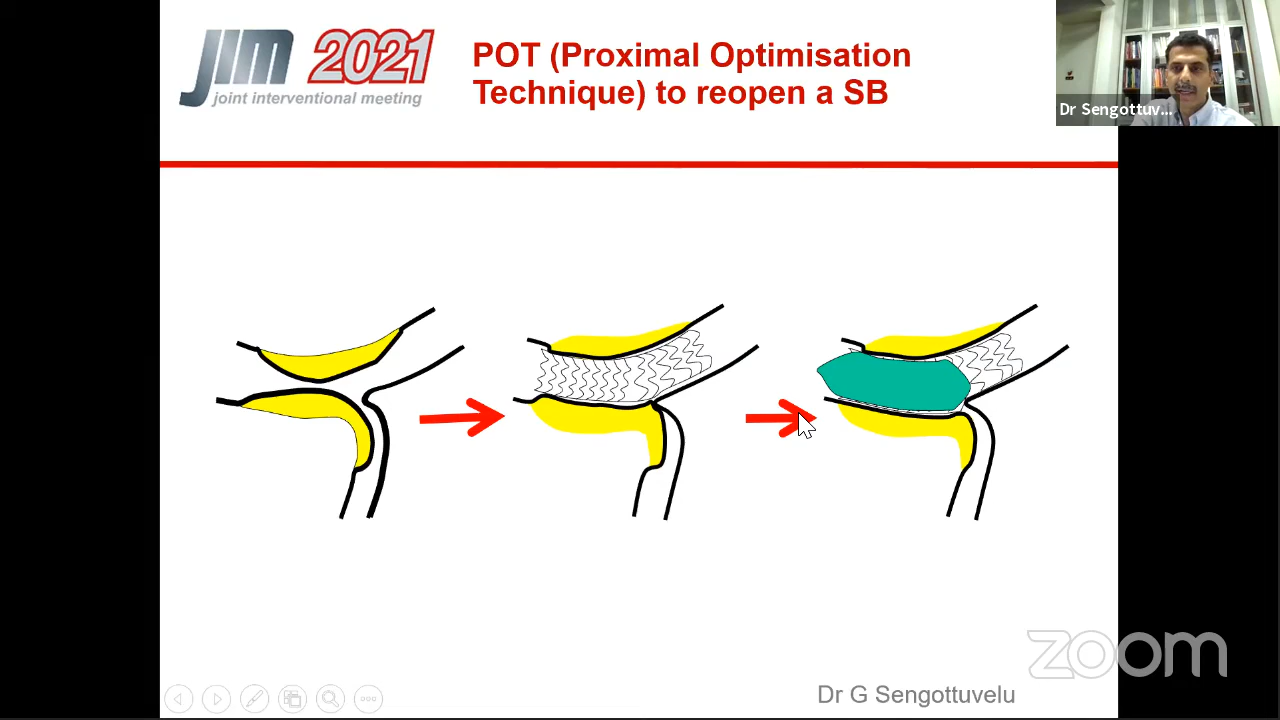 JIM 2021
joint interventional meeting
POT (Proximal Optimisation
Technique) to reopen a SB
Dr Sengottuv...
zoom
Dr G Sengottuvelu